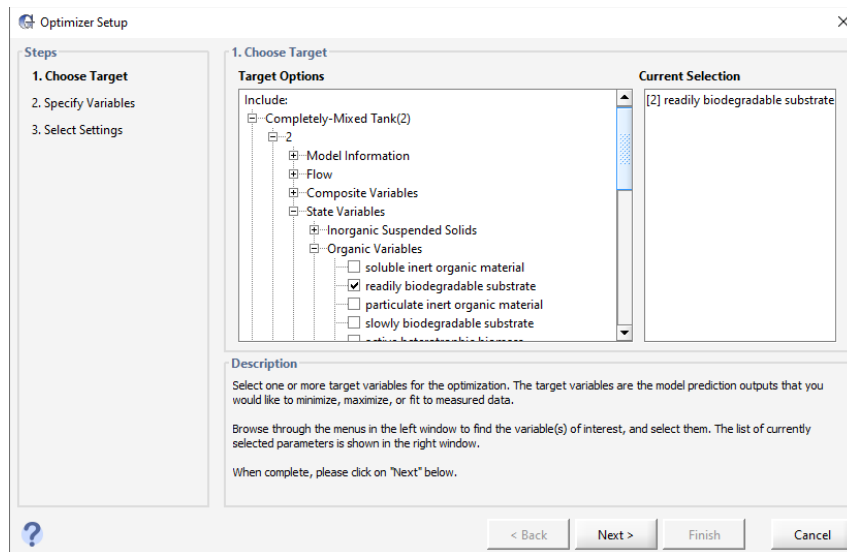 Optimizer Setup
Steps
1. Choose Target
2. Specify Variables
3. Select Settings
1. Choose Target
Target Options
Include:
Completely-Mixed Tank(2)
2
Model Information
Flow
Composite Variables
State Variables
Inorganic Suspended Solids
Organic Variables
soluble inert organic material
readily biodegradable substrate
particulate inert organic material
slowly biodegradable substrate
active heterotrophic biomass
Current Selection
[2] readily biodegradable substrate
Description
Select one or more target variables for the optimization. The target variables are the model prediction outputs that you
would like to minimize, maximize, or fit to measured data.
Browse through the menus in the left window to find the variable(s) of interest, and select them. The list of currently
selected parameters is shown in the right window.
When complete, please click on "Next" below.
?
< Back
Next >
Finish
Cancel